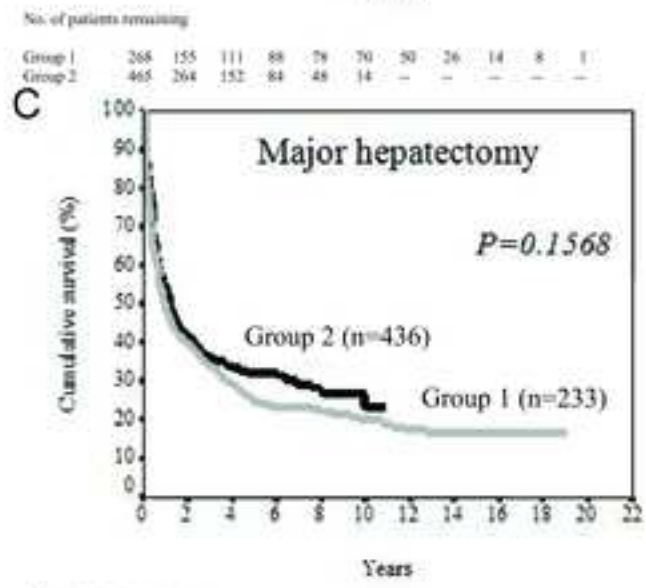 No. of patients remaining
Group 1 268 155 111 88 78 70 50 26 14 8 1
Group 2 465 264 152 84 48 14 -- -- -- -- --
C
Major hepatectomy
P=0.1568
Group 2 (n=436)
Group 1 (n=233)
Cumulative survival (%)
100
90
80
70
60
50
40
30
20
10
0
0 2 4 6 8 10 12 14 16 18 20 22
Years